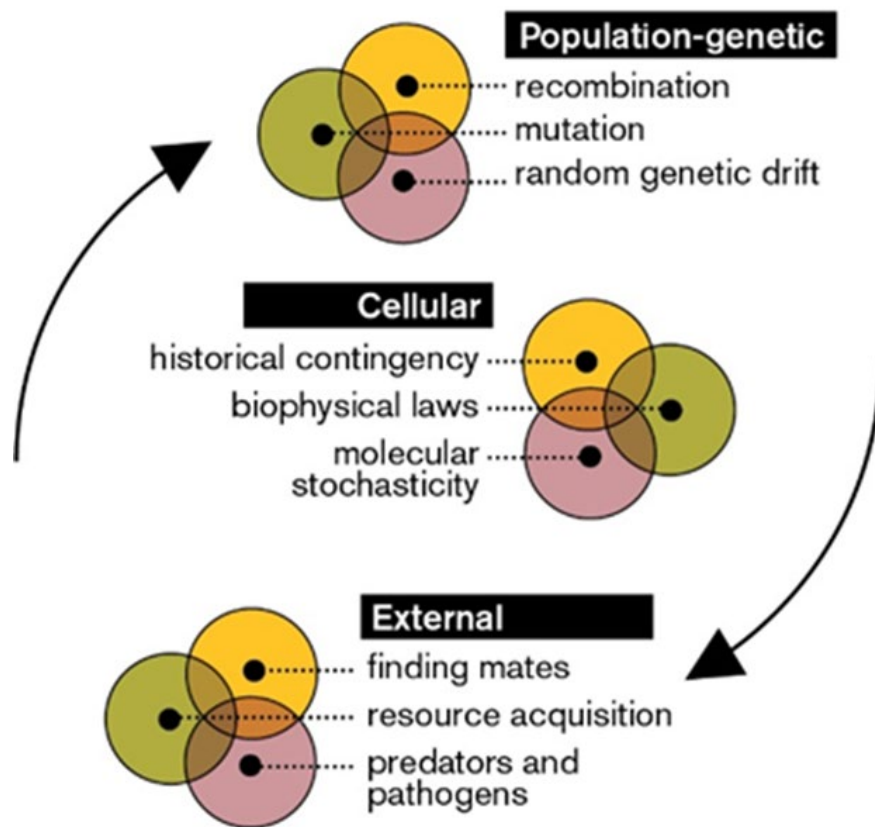 Population-genetic
recombination
mutation
random genetic drift
Cellular
historical contingency
biophysical laws
molecular
stochasticity
External
finding mates
resource acquisition
predators and
pathogens